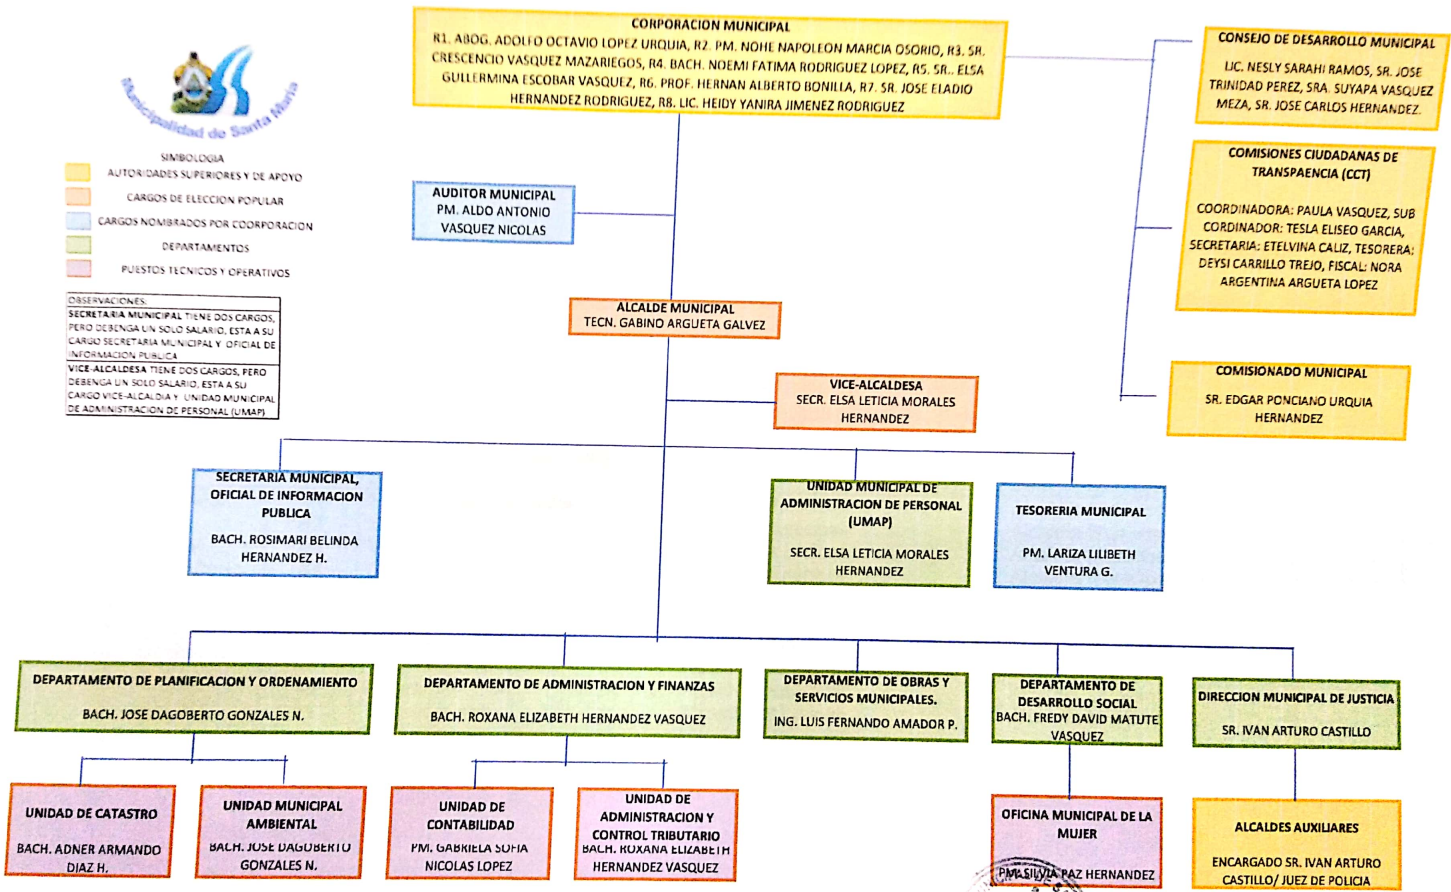 CORPORACION MUNICIPAL
R1. ABOG. ADOLFO OCTAVIO LOPEZ URQUIA, R2. PM. NOHE NAPOLEON MARCIA OSORIO, R3. SR.
CRESCENCIO VASQUEZ MAZARIEGOS, R4. BACH. NOEMI FATIMA RODRIGUEZ LOPEZ, R5. SR.. ELSA
GULLERMINA ESCOBAR VASQUEZ, R6. PROF. HERNAN ALBERTO BONILLA, R7. SR JOSE ELADIO
HERNANDEZ RODRIGUEZ, R8. LIC. HEIDY YANIRA JIMENEZ RODRIGUEZ
CONSEJO DE DESARROLLO MUNICIPAL
LIC. NESLY SARAHI RAMOS, SR. JOSE
TRINIDAD PEREZ, SRA. SUYAPA VASQUEZ
MEZA, SR. JOSE CARLOS HERNANDEZ.
Municipalidad de Santa Maria
SIMBOLOGIA
AUTORIDADES SUPERIORES Y DE APOYO
CARGOS DE ELECCION POPULAR
CARGOS NOMBRADOS POR COORPORACION
DEPARTAMENTOS
PUESTOS TECNICOS Y OPERATIVOS
COMISIONES CIUDADANAS DE
TRANSPAENCIA (CCT)
COORDINADORA: PAULA VASQUEZ, SUB
CORDINADOR: TESLA ELISEO GARCIA,
SECRETARIA: ETELVINA CALIZ, TESORERA:
DEYSI CARRILLO TREJO, FISCAL: NORA
ARGENTINA ARGUETA LOPEZ
AUDITOR MUNICIPAL
PM. ALDO ANTONIO
VASQUEZ NICOLAS
OBSERVACIONES:
SECRETARIA MUNICIPAL TIENE DOS CARGOS,
PERO DEBENGA UN SOLO SALARIO, ESTA A SU
CARGO SECRETARIA MUNICIPAL Y OFICIAL DE
INFORMACION PUBLICA
VICE-ALCALDESA TIENE DOS CARGOS, PERO
DEBENGA UN SOLO SALARIO, ESTA A SU
CARGO VICE-ALCALDIA Y UNIDAD MUNICIPAL
DE ADMINISTRACION DE PERSONAL (UMAP)
ALCALDE MUNICIPAL
TECN. GABINO ARGUETA GALVEZ
VICE-ALCALDESA
SECR. ELSA LETICIA MORALES
HERNANDEZ
COMISIONADO MUNICIPAL
SR. EDGAR PONCIANO URQUIA
HERNANDEZ
SECRETARIA MUNICIPAL,
OFICIAL DE INFORMACION
PUBLICA
BACH. ROSIMARI BELINDA
HERNANDEZ H.
UNIDAD MUNICIPAL DE
ADMINISTRACION DE PERSONAL
(UMAP)
SECR. ELSA LETICIA MORALES
HERNANDEZ
TESORERIA MUNICIPAL
PM. LARIZA LILIBETH
VENTURA G.
DEPARTAMENTO DE PLANIFICACION Y ORDENAMIENTO
BACH. JOSE DAGOBERTO GONZALES N.
DEPARTAMENTO DE ADMINISTRACION Y FINANZAS
BACH. ROXANA ELIZABETH HERNANDEZ VASQUEZ
DEPARTAMENTO DE OBRAS Y
SERVICIOS MUNICIPALES.
ING. LUIS FERNANDO AMADOR P.
DEPARTAMENTO DE
DESARROLLO SOCIAL
BACH. FREDY DAVID MATUTE
VASQUEZ
DIRECCION MUNICIPAL DE JUSTICIA
SR. IVAN ARTURO CASTILLO
UNIDAD DE CATASTRO
BACH. ADNER ARMANDO
DIAZ H.
UNIDAD MUNICIPAL
AMBIENTAL
BACH. JOSE DAGOBERTO
GONZALES N.
UNIDAD DE
CONTABILIDAD
PM. GABRIELA SOFIA
NICOLAS LOPEZ
UNIDAD DE
ADMINISTRACION Y
CONTROL TRIBUTARIO
BACH. ROXANA ELIZABETH
HERNANDEZ VASQUEZ
OFICINA MUNICIPAL DE LA
MUJER
PM. SILVIA PAZ HERNANDEZ
ALCALDES AUXILIARES
ENCARGADO SR. IVAN ARTURO
CASTILLO/ JUEZ DE POLICIA